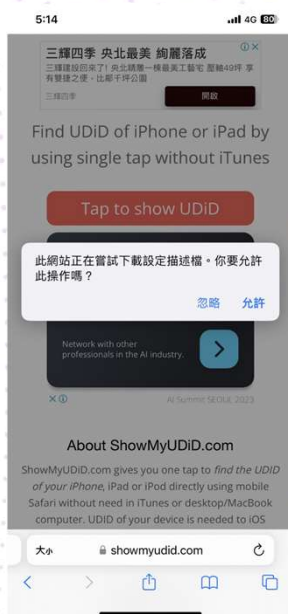 5:14
4G 80
三輝四季 央北最美 絢麗落成
三輝建設回來了! 央北睛艷一棟最美工藝宅 壓軸49坪 享
有雙捷之便。比鄰千坪公園
三輝四季
開啟
Find UDiD of iPhone or iPad by
using single tap without iTunes
Tap to show UDiD
此網站正在嘗試下載設定描述檔。你要允許
此操作嗎?
忽略 允許
Network with other
professionals in the AI industry.
AI Summit SEOUL 2023
About ShowMyUDiD.com
ShowMyUDiD.com gives you one tap to find the UDID
of your iPhone, iPad or iPod directly using mobile
Safari without need in iTunes or desktop/MacBook
computer. UDID of your device is needed to iOS
大小 showmyudid.com